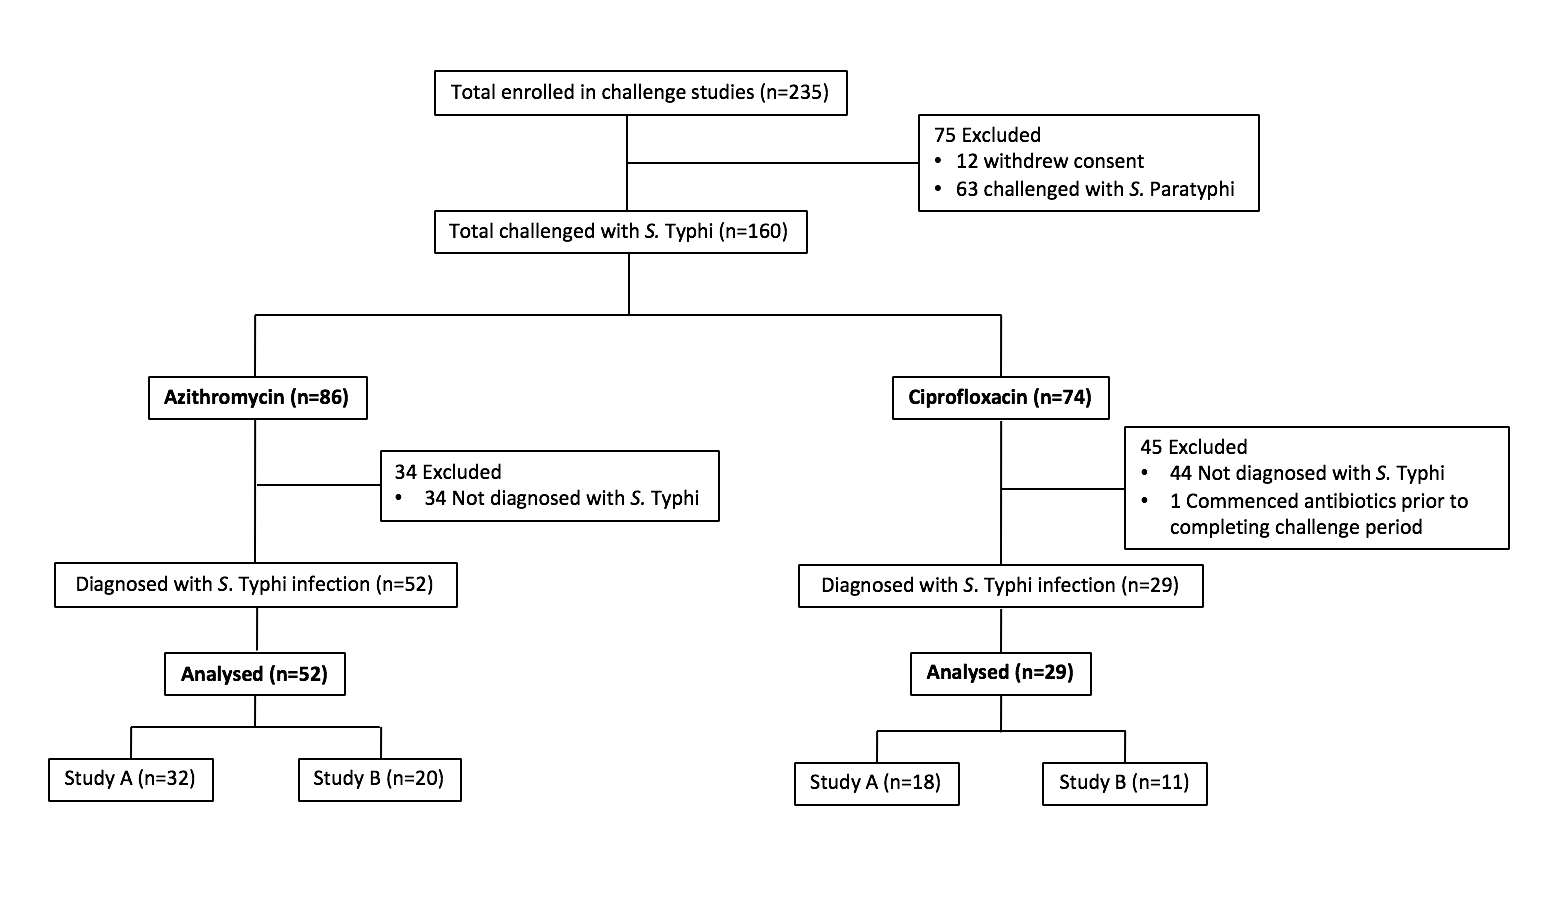 Total enrolled in challenge studies (n=235)
75 Excluded
• 12 withdrew consent
• 63 challenged with S. Paratyphi
Total challenged with S. Typhi (n=160)
Azithromycin (n=86)
Ciprofloxacin (n=74)
34 Excluded
• 34 Not diagnosed with S. Typhi
45 Excluded
• 44 Not diagnosed with S. Typhi
• 1 Commenced antibiotics prior to
completing challenge period
Diagnosed with S. Typhi infection (n=52)
Diagnosed with S. Typhi infection (n=29)
Analysed (n=52)
Analysed (n=29)
Study A (n=32)
Study B (n=20)
Study A (n=18)
Study B (n=11)